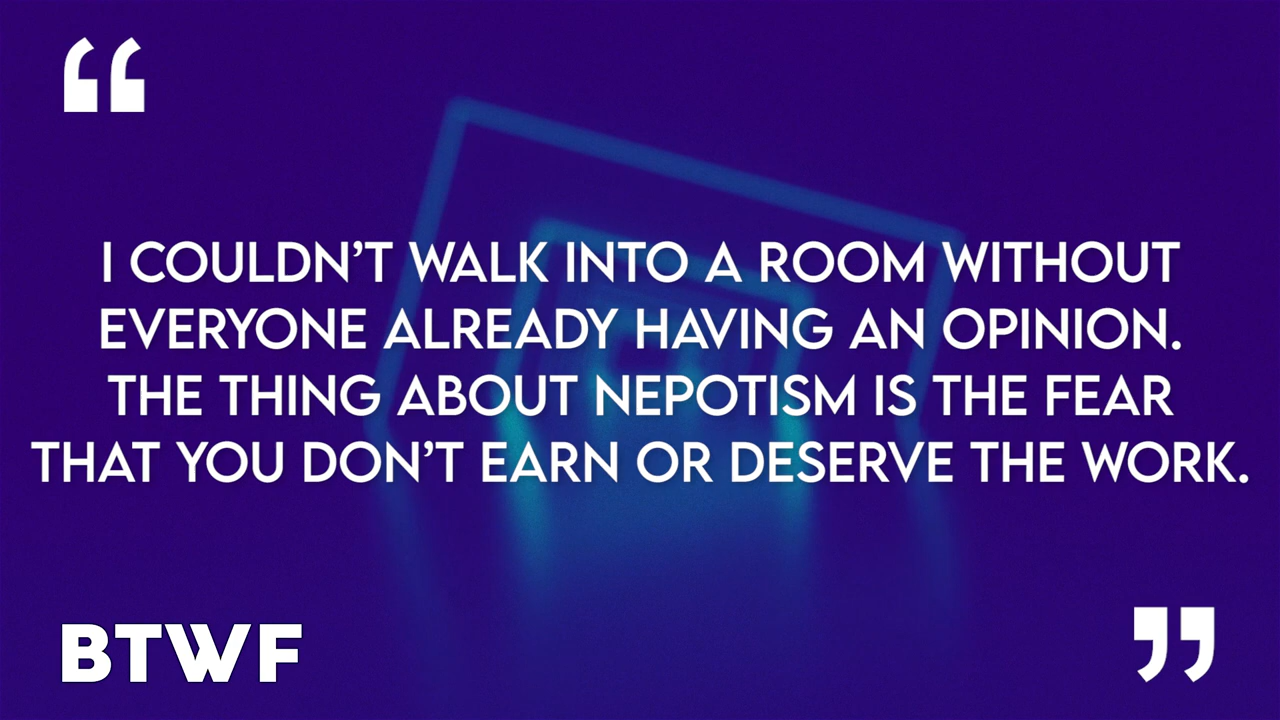 “
I COULDN’T WALK INTO A ROOM WITHOUT
EVERYONE ALREADY HAVING AN OPINION.
THE THING ABOUT NEPOTISM IS THE FEAR
THAT YOU DON’T EARN OR DESERVE THE WORK.
BTWF
”